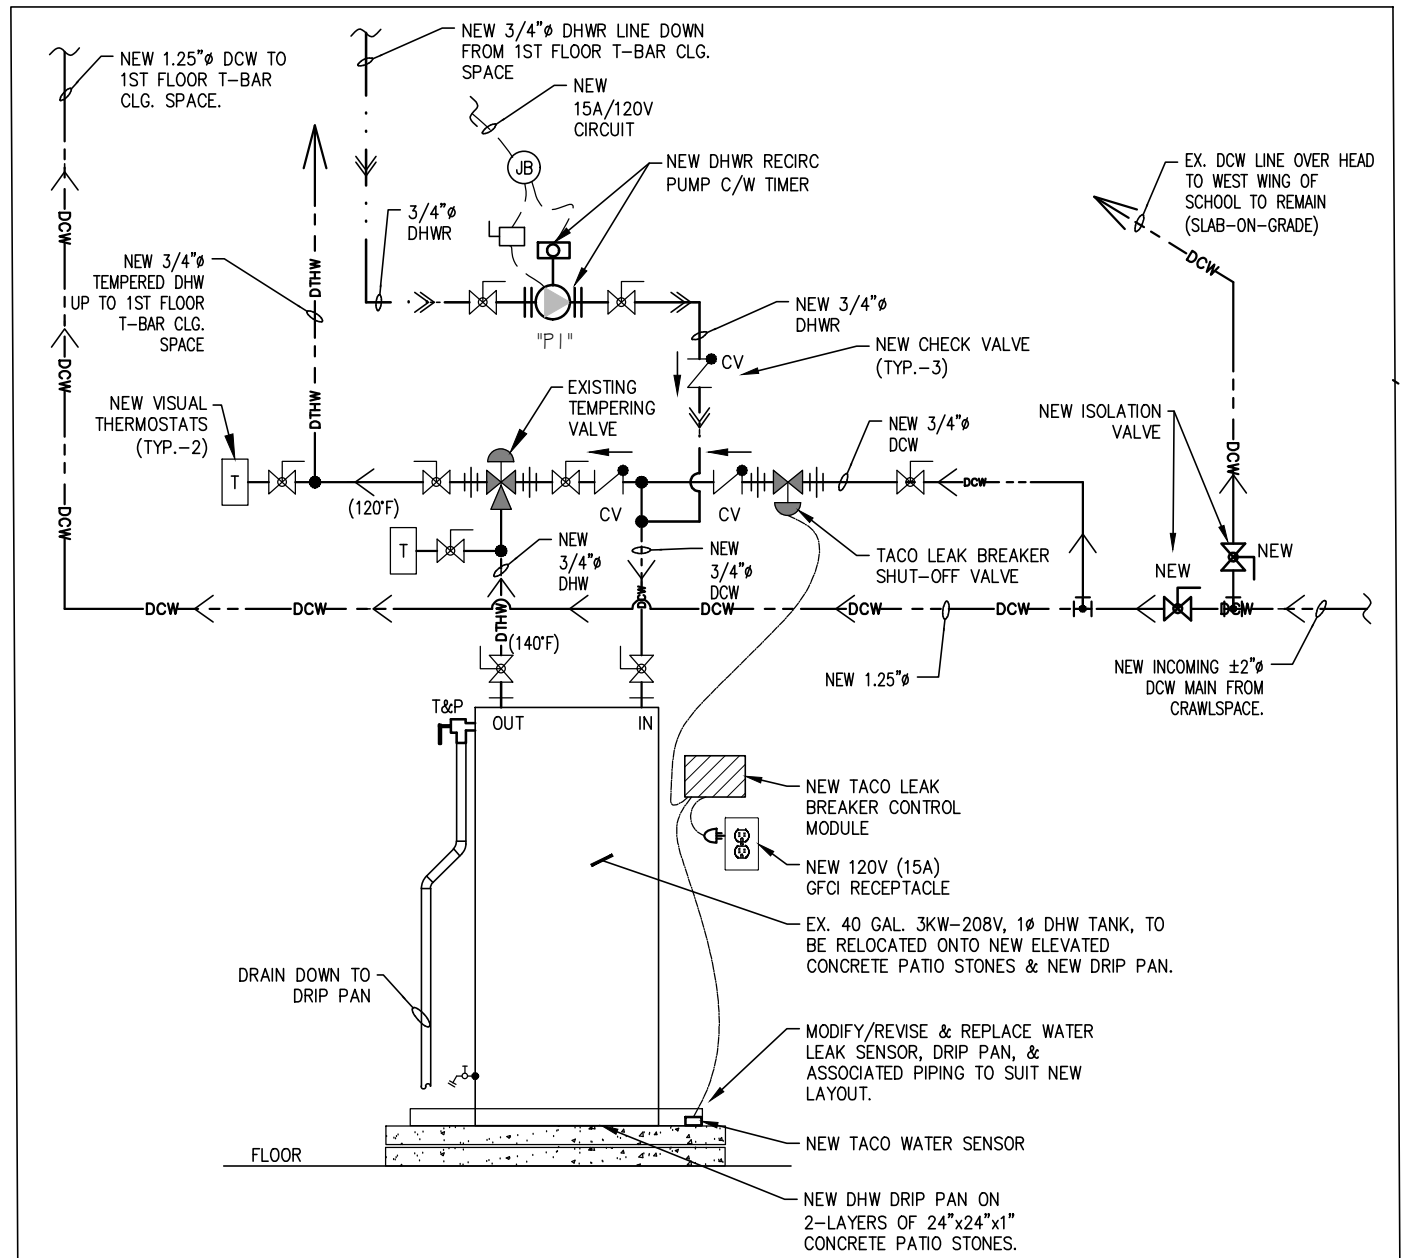 NEW 1.25"ø DCW TO
1ST FLOOR T-BAR
CLG. SPACE.
NEW 3/4"ø DHWR LINE DOWN
FROM 1ST FLOOR T-BAR CLG.
SPACE
NEW
15A/120V
CIRCUIT
JB
NEW DHWR RECIRC
PUMP C/W TIMER
EX. DCW LINE OVER HEAD
TO WEST WING OF
SCHOOL TO REMAIN
(SLAB-ON-GRADE)
DCW
DCW
DCW
DCW
3/4"ø
DHWR
NEW 3/4"ø
TEMPERED DHW
UP TO 1ST FLOOR
T-BAR CLG.
SPACE
DTHW
DTHW
"P1"
NEW 3/4"ø
DHWR
CV
NEW CHECK VALVE
(TYP.-3)
EXISTING
TEMPERING
VALVE
NEW VISUAL
THERMOSTATS
(TYP.-2)
NEW 3/4"ø
DCW
NEW ISOLATION
VALVE
T
(120°F)
CV
CV
DCW
DCW
T
NEW
3/4"ø
DHW
NEW
3/4"ø
DCW
TACO LEAK BREAKER
SHUT-OFF VALVE
NEW
NEW
DCW
DCW
DCW
DCW
DCW
DCW
DTHW
DCW
(140°F)
NEW 1.25"ø
NEW INCOMING ±2"ø
DCW MAIN FROM
CRAWLSPACE.
T&P
OUT
IN
NEW TACO LEAK
BREAKER CONTROL
MODULE
NEW 120V (15A)
GFCI RECEPTACLE
EX. 40 GAL. 3KW-208V, 1ø DHW TANK, TO
BE RELOCATED ONTO NEW ELEVATED
CONCRETE PATIO STONES & NEW DRIP PAN.
DRAIN DOWN TO
DRIP PAN
MODIFY/REVISE & REPLACE WATER
LEAK SENSOR, DRIP PAN, &
ASSOCIATED PIPING TO SUIT NEW
LAYOUT.
NEW TACO WATER SENSOR
FLOOR
NEW DHW DRIP PAN ON
2-LAYERS OF 24"x24"x1"
CONCRETE PATIO STONES.